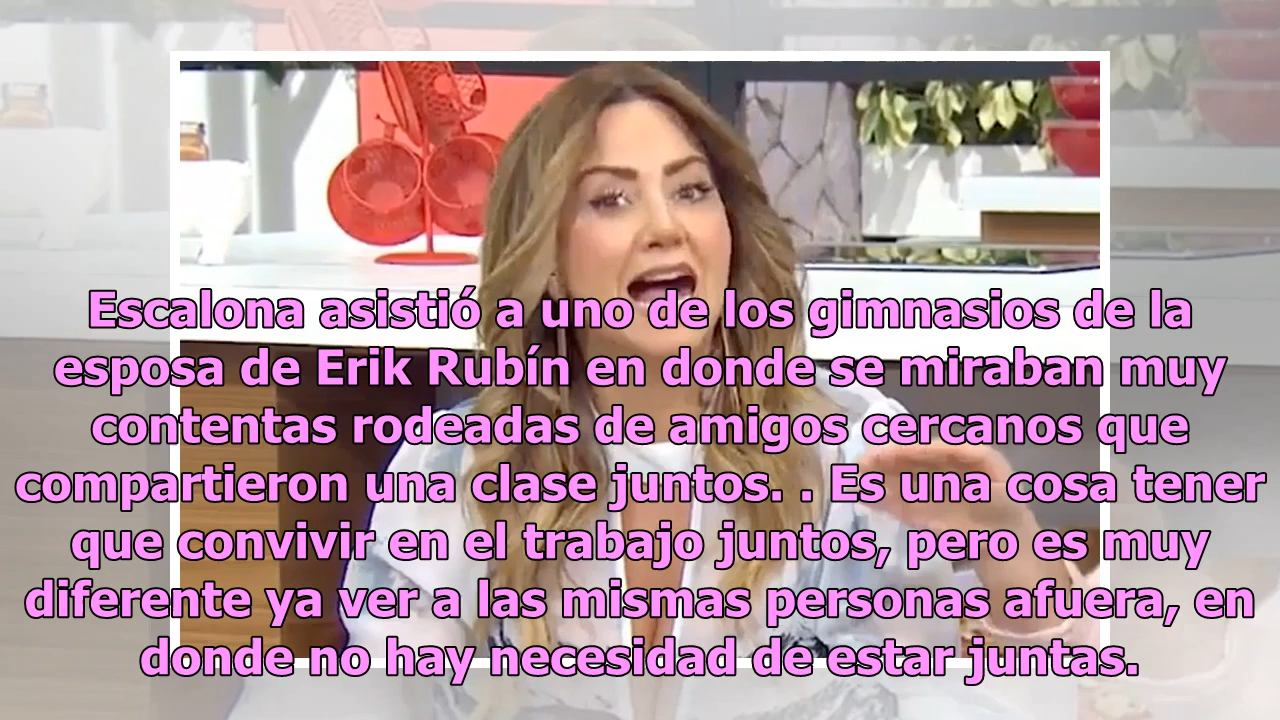 Escalona asistió a uno de los gimnasios de la
esposa de Erik Rubín en donde se miraban muy
contentas rodeadas de amigos cercanos que
compartieron una clase juntos. . Es una cosa tener
que convivir en el trabajo juntos, pero es muy
diferente ya ver a las mismas personas afuera, en
donde no hay necesidad de estar juntas.